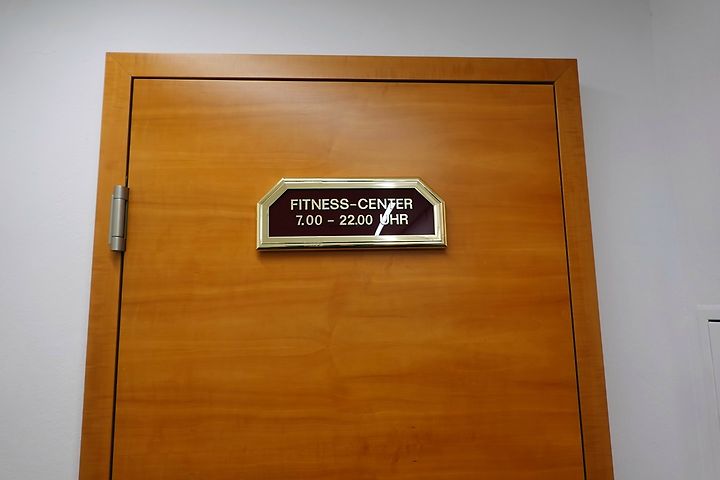 FITNESS-CENTER
7.00 - 22.00 UHR